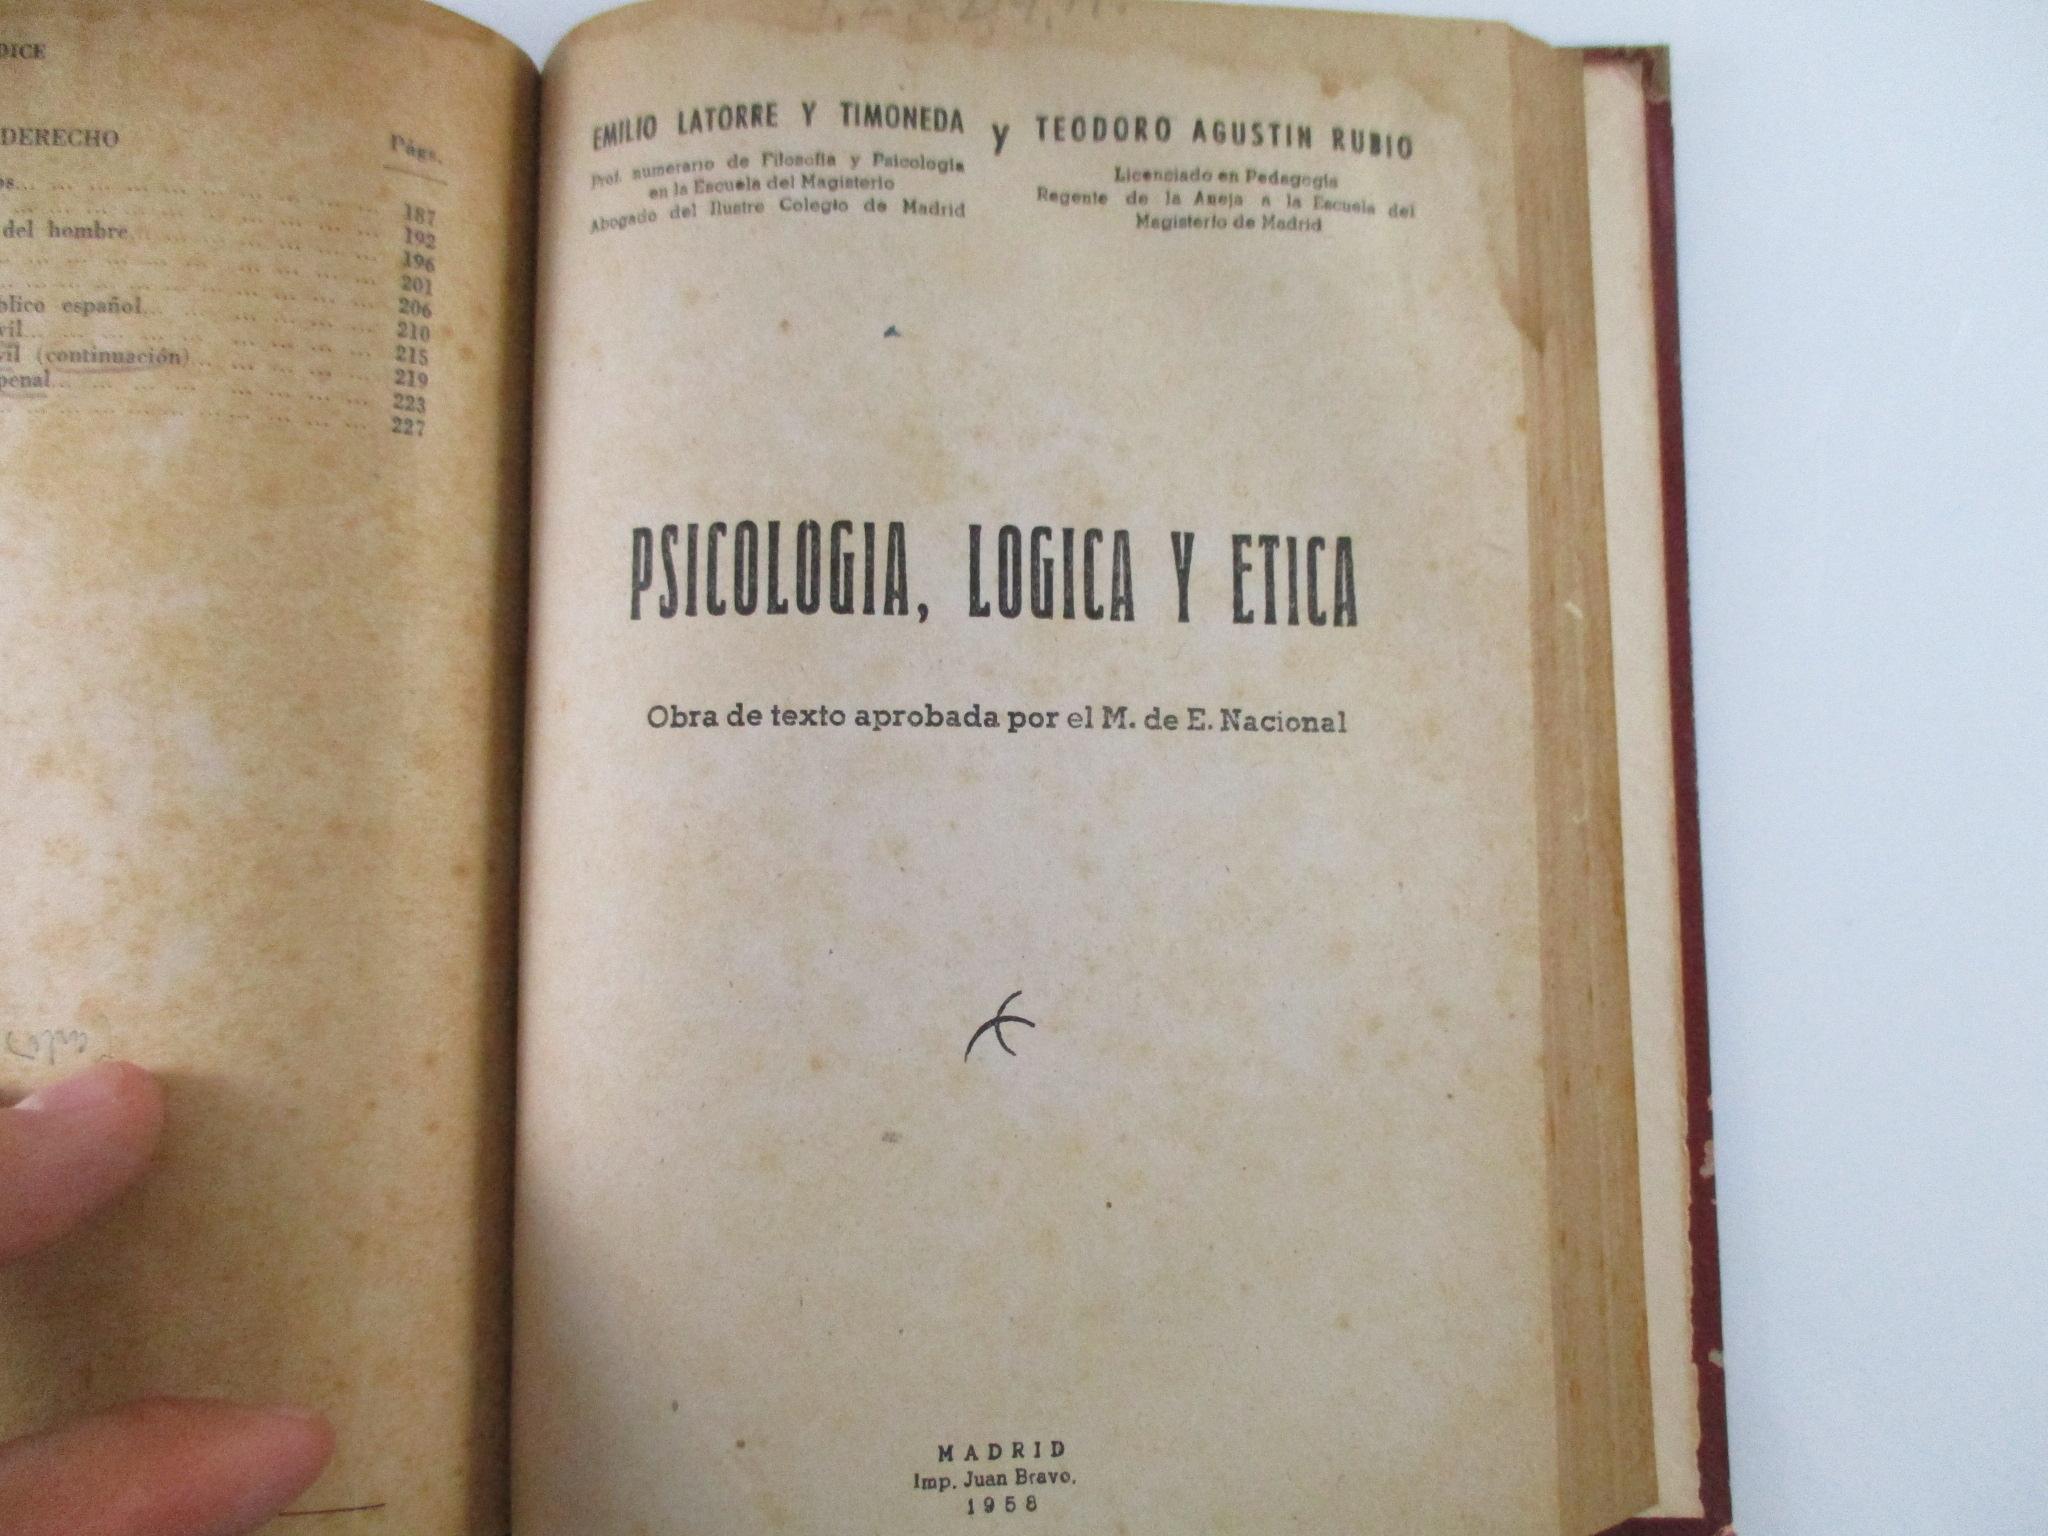 DICE
DERECHO
Págs.
os... ... ... ... ... ... ... ... ... ...
187
del hombre
192
196
201
blico español...
206
vil
210
vil (continuación)
215
penal
219
223
227
EMILIO LATORRE Y TIMONEDA y TEODORO AGUSTIN RUBIO
Prof. numerario de Filosofía y Psicología
en la Escuela del Magisterio
Abogado del Ilustre Colegio de Madrid
Licenciado en Pedagogía
Regente de la Aneja a la Escuela del
Magisterio de Madrid
PSICOLOGIA, LOGICA Y ETICA
Obra de texto aprobada por el M. de E. Nacional
MADRID
Imp. Juan Bravo,
1958